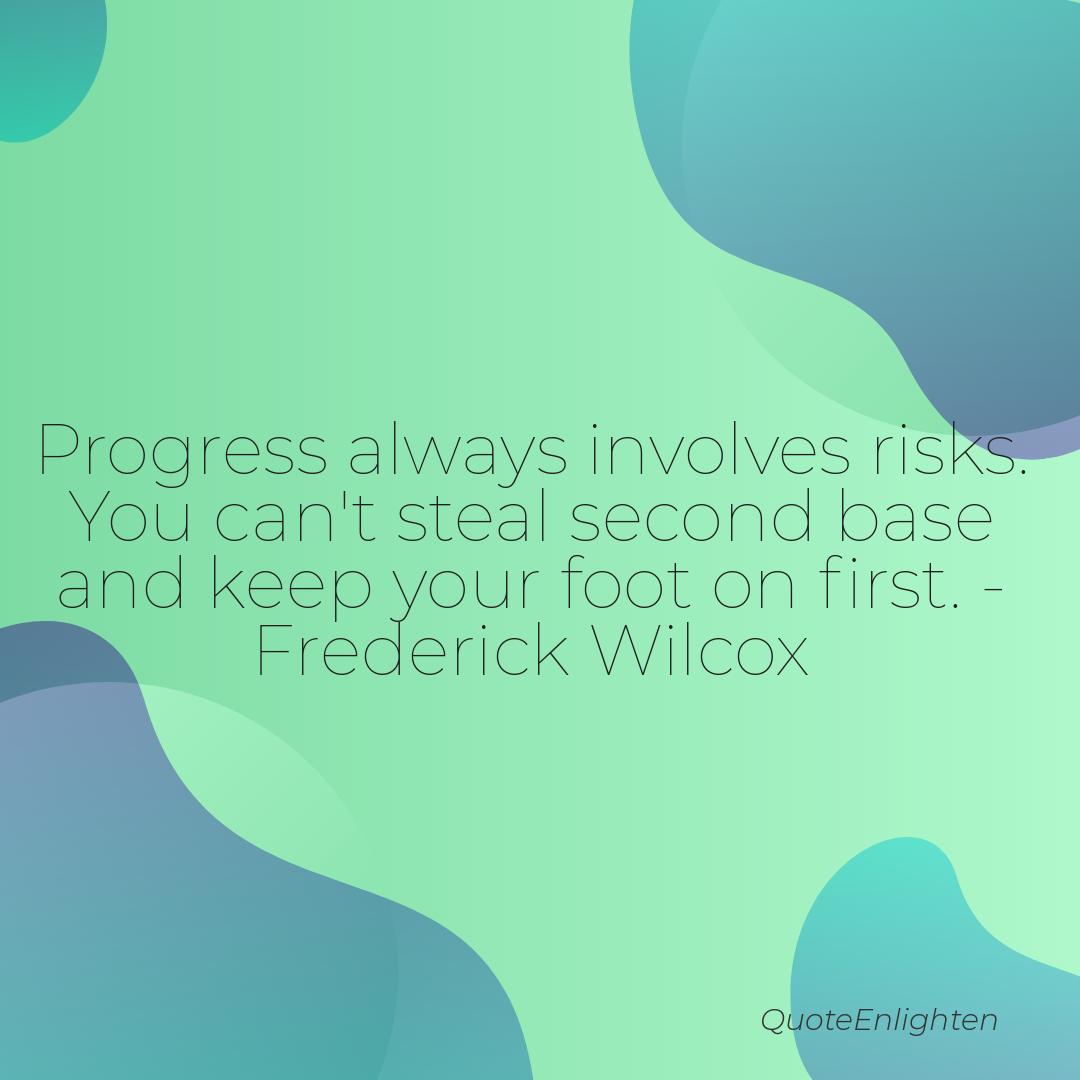 Progress always involves risks.
You can't steal second base
and keep your foot on first. -
Frederick Wilcox
QuoteEnlighten